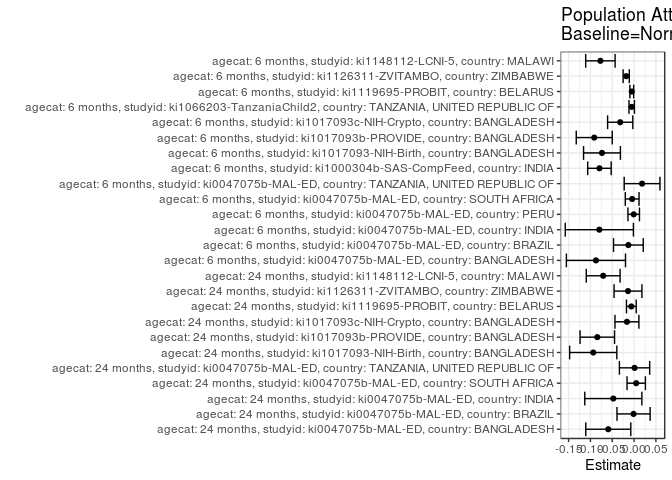 Population Att
Baseline=Norr
agecat: 6 months, studyid: ki1148112-LCNI-5, country: MALAWI
agecat: 6 months, studyid: ki1126311-ZVITAMBO, country: ZIMBABWE
agecat: 6 months, studyid: ki1119695-PROBIT, country: BELARUS
agecat: 6 months, studyid: ki1066203-TanzaniaChild2, country: TANZANIA, UNITED REPUBLIC OF
agecat: 6 months, studyid: ki1017093c-NIH-Crypto, country: BANGLADESH
agecat: 6 months, studyid: ki1017093b-PROVIDE, country: BANGLADESH
agecat: 6 months, studyid: ki1017093-NIH-Birth, country: BANGLADESH
agecat: 6 months, studyid: ki1000304b-SAS-CompFeed, country: INDIA
agecat: 6 months, studyid: ki0047075b-MAL-ED, country: TANZANIA, UNITED REPUBLIC OF
agecat: 6 months, studyid: ki0047075b-MAL-ED, country: SOUTH AFRICA
agecat: 6 months, studyid: ki0047075b-MAL-ED, country: PERU
agecat: 6 months, studyid: ki0047075b-MAL-ED, country: INDIA
agecat: 6 months, studyid: ki0047075b-MAL-ED, country: BRAZIL
agecat: 6 months, studyid: ki0047075b-MAL-ED, country: BANGLADESH
agecat: 24 months, studyid: ki1148112-LCNI-5, country: MALAWI
agecat: 24 months, studyid: ki1126311-ZVITAMBO, country: ZIMBABWE
agecat: 24 months, studyid: ki1119695-PROBIT, country: BELARUS
agecat: 24 months, studyid: ki1017093c-NIH-Crypto, country: BANGLADESH
agecat: 24 months, studyid: ki1017093b-PROVIDE, country: BANGLADESH
agecat: 24 months, studyid: ki1017093-NIH-Birth, country: BANGLADESH
agecat: 24 months, studyid: ki0047075b-MAL-ED, country: TANZANIA, UNITED REPUBLIC OF
agecat: 24 months, studyid: ki0047075b-MAL-ED, country: SOUTH AFRICA
agecat: 24 months, studyid: ki0047075b-MAL-ED, country: INDIA
agecat: 24 months, studyid: ki0047075b-MAL-ED, country: BRAZIL
agecat: 24 months, studyid: ki0047075b-MAL-ED, country: BANGLADESH
-0.15 -0.10 -0.05 0.00 0.05
Estimate